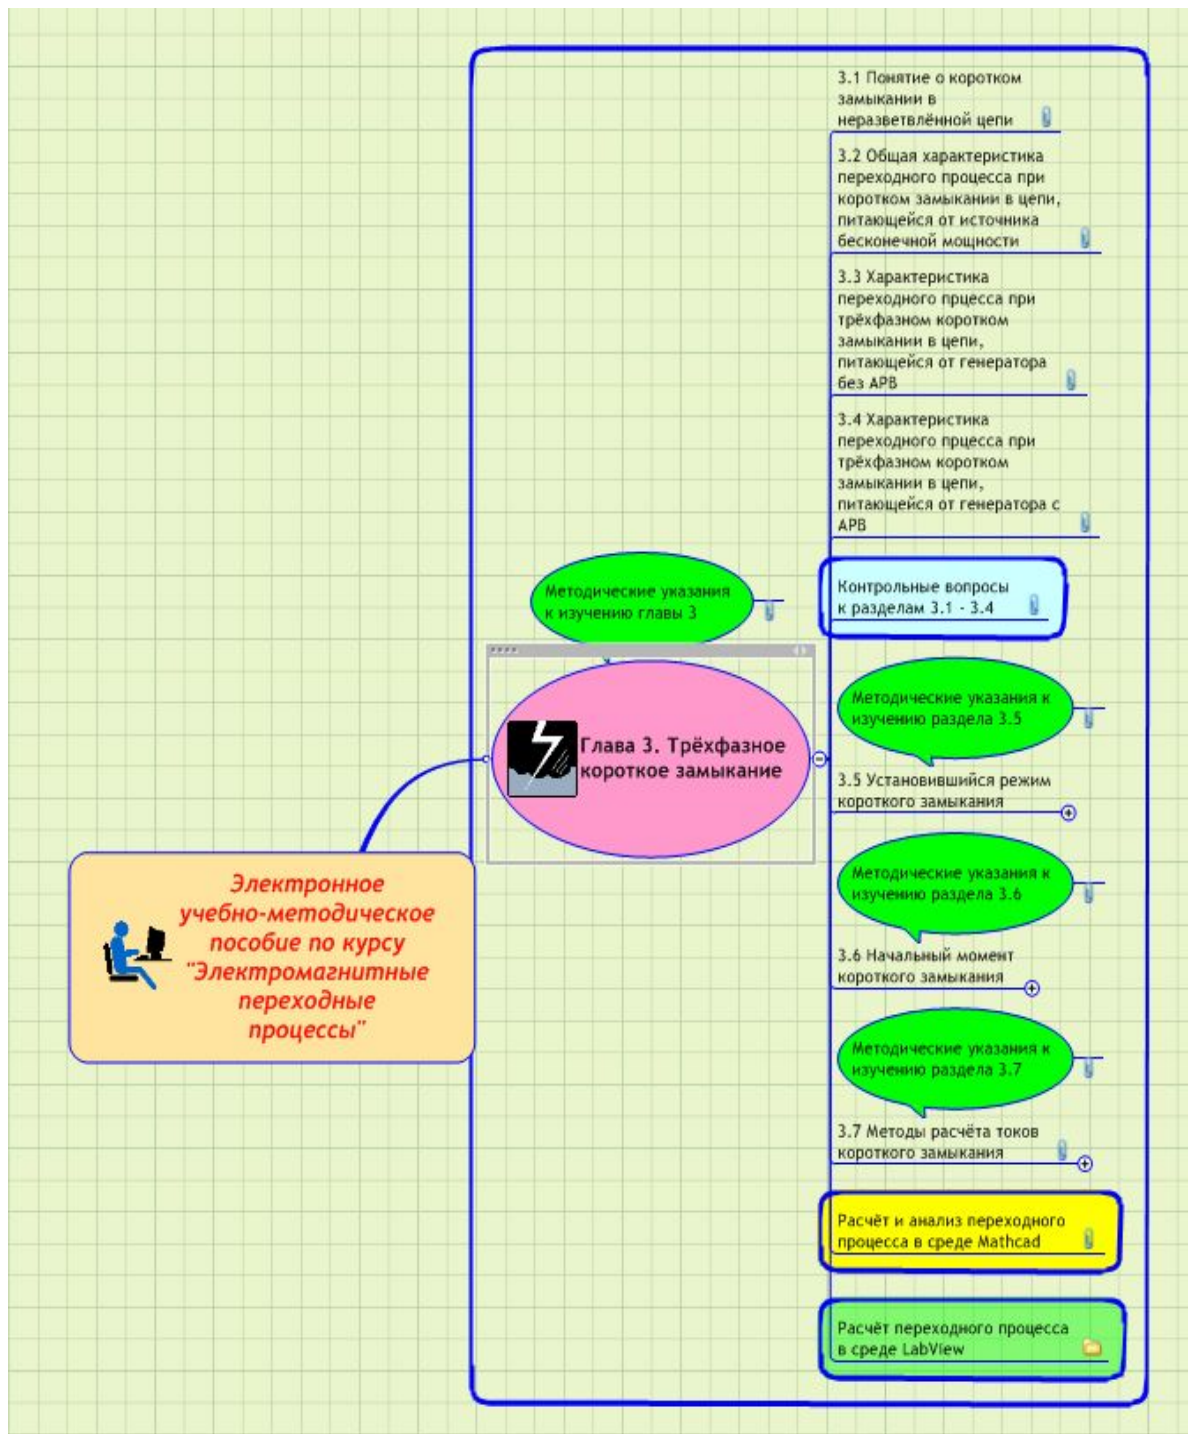 3.1 Понятие о коротком
замыкании в
неразветвлённой цепи
3.2 Общая характеристика
переходного процесса при
коротком замыкании в цепи,
питающейся от источника
бесконечной мощности
3.3 Характеристика
переходного прцесса при
трёхфазном коротком
замыкании в цепи,
питающейся от генератора
без АРВ
3.4 Характеристика
переходного прцесса при
трёхфазном коротком
замыкании в цепи,
питающейся от генератора с
АРВ
Методические указания
к изучению главы 3
Контрольные вопросы
к разделам 3.1 - 3.4
Глава 3. Трёхфазное
короткое замыкание
Методические указания к
изучению раздела 3.5
3.5 Установившийся режим
короткого замыкания
Методические указания к
изучению раздела 3.6
3.6 Начальный момент
короткого замыкания
Электронное
учебно-методическое
пособие по курсу
"Электромагнитные
переходные
процессы"
Методические указания к
изучению раздела 3.7
3.7 Методы расчёта токов
короткого замыкания
Расчёт и анализ переходного
процесса в среде Mathcad
Расчёт переходного процесса
в среде LabView